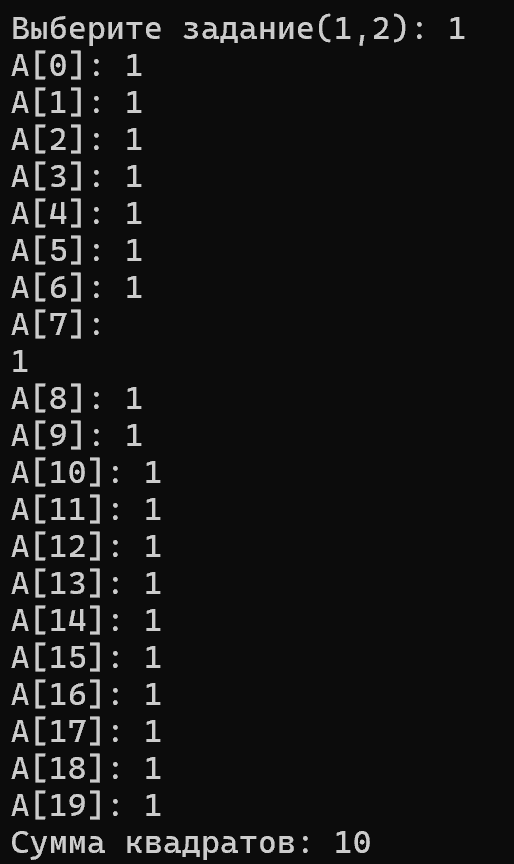 Выберите задание(1,2): 1
A[0]: 1
A[1]: 1
A[2]: 1
A[3]: 1
A[4]: 1
A[5]: 1
A[6]: 1
A[7]:
1
A[8]: 1
A[9]: 1
A[10]: 1
A[11]: 1
A[12]: 1
A[13]: 1
A[14]: 1
A[15]: 1
A[16]: 1
A[17]: 1
A[18]: 1
A[19]: 1
Сумма квадратов: 10